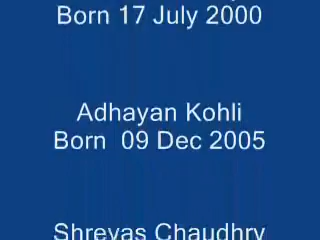 Born 17 July 2000
Adhayan Kohli
Born  09 Dec 2005
Shreyas Chaudhry